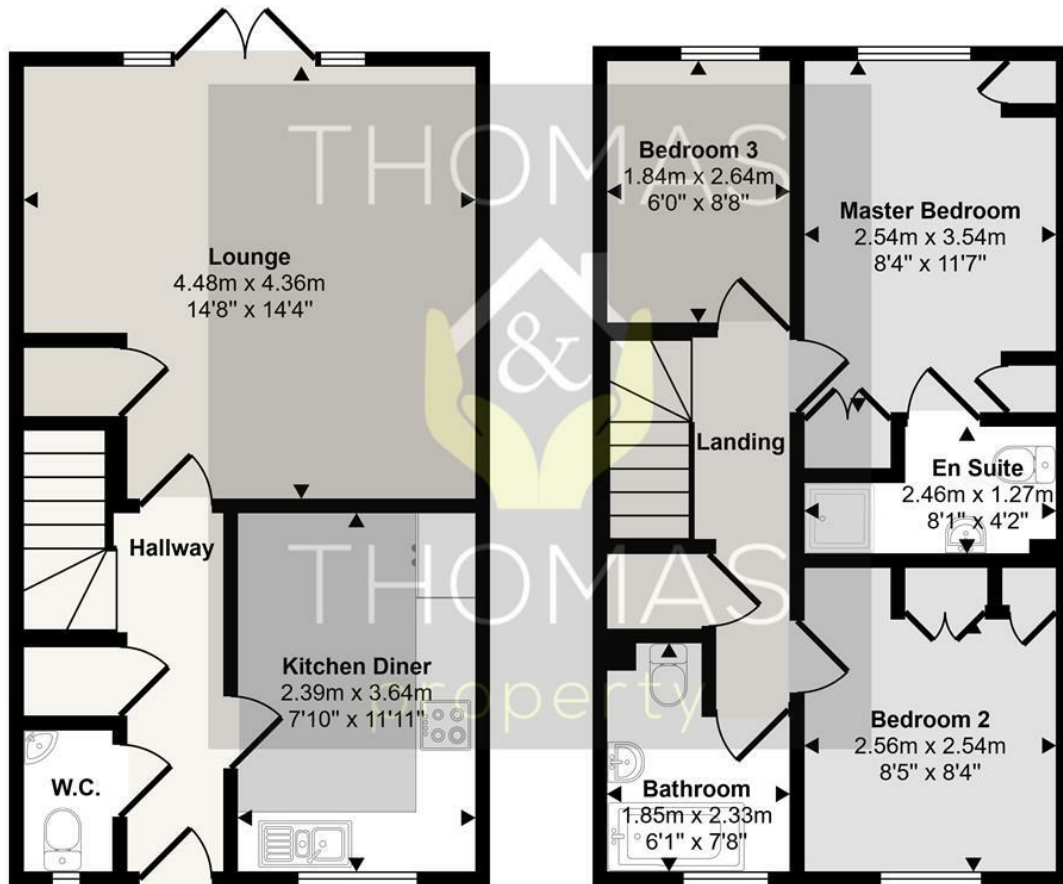 THOMAS
&
THOMAS
property
Lounge
4.48m x 4.36m
14'8" x 14'4"
Hallway
Kitchen Diner
2.39m x 3.64m
7'10" x 11'11"
W.C.
Bedroom 3
1.84m x 2.64m
6'0" x 8'8"
Master Bedroom
2.54m x 3.54m
8'4" x 11'7"
Landing
En Suite
2.46m x 1.27m
8'1" x 4'2"
Bedroom 2
2.56m x 2.54m
8'5" x 8'4"
Bathroom
1.85m x 2.33m
6'1" x 7'8"